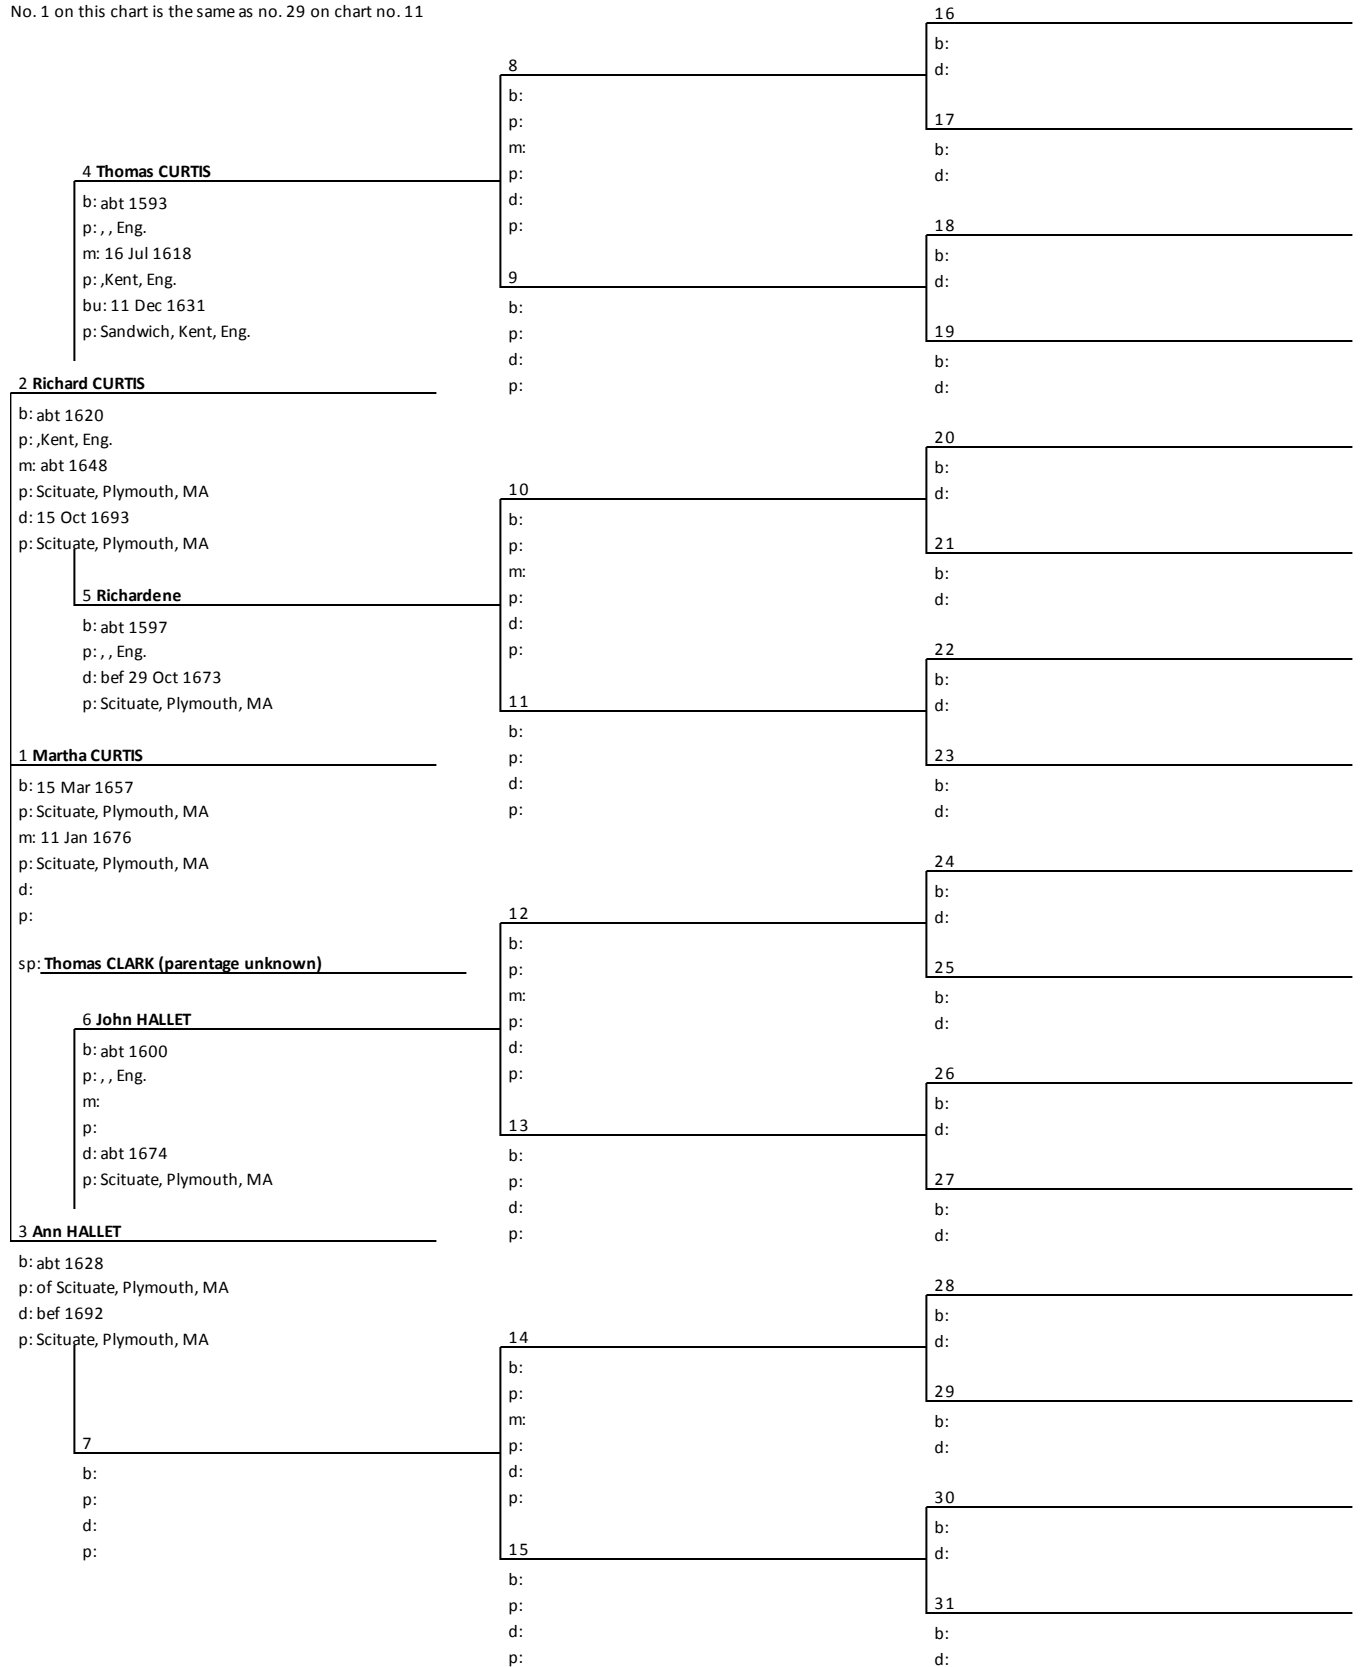 No. 1 on this chart is the same as no. 29 on chart no. 11
4 Thomas CURTIS
b: abt 1593
p: , , Eng.
m: 16 Jul 1618
p: ,Kent, Eng.
bu: 11 Dec 1631
p: Sandwich, Kent, Eng.
2 Richard CURTIS
b: abt 1620
p: ,Kent, Eng.
m: abt 1648
p: Scituate, Plymouth, MA
d: 15 Oct 1693
p: Scituate, Plymouth, MA
5 Richardene
b: abt 1597
p: , , Eng.
d: bef 29 Oct 1673
p: Scituate, Plymouth, MA
1 Martha CURTIS
b: 15 Mar 1657
p: Scituate, Plymouth, MA
m: 11 Jan 1676
p: Scituate, Plymouth, MA
d:
p:
sp: Thomas CLARK (parentage unknown)
6 John HALLET
b: abt 1600
p: , , Eng.
m:
p:
d: abt 1674
p: Scituate, Plymouth, MA
3 Ann HALLET
b: abt 1628
p: of Scituate, Plymouth, MA
d: bef 1692
p: Scituate, Plymouth, MA
7
b:
p:
d:
p:
8
b:
p:
m:
p:
d:
p:
9
b:
p:
d:
p:
10
b:
p:
m:
p:
d:
p:
11
b:
p:
d:
p:
12
b:
p:
m:
p:
d:
p:
13
b:
p:
d:
p:
14
b:
p:
m:
p:
d:
p:
15
b:
p:
d:
p:
16
b:
d:
17
b:
d:
18
b:
d:
19
b:
d:
20
b:
d:
21
b:
d:
22
b:
d:
23
b:
d:
24
b:
d:
25
b:
d:
26
b:
d:
27
b:
d:
28
b:
d:
29
b:
d:
30
b:
d:
31
b:
d: